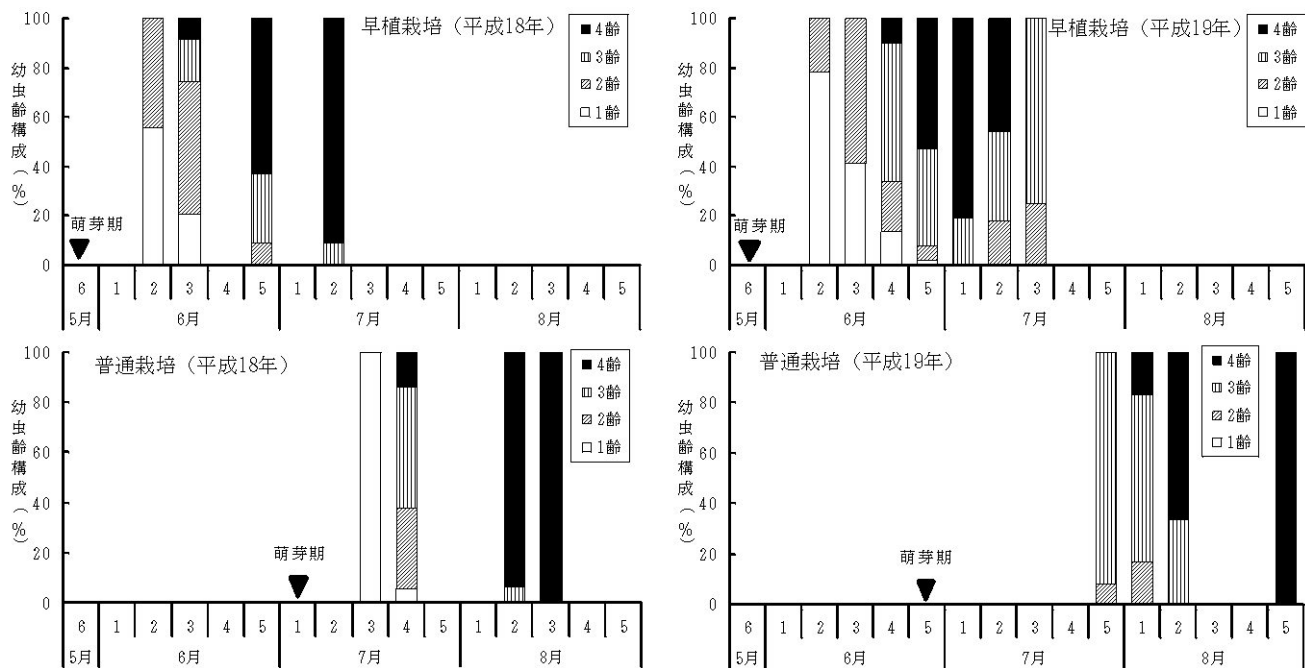 早植栽培（平成18年）
幼虫齢構成（%）
100
80
60
40
20
0
4齢
3齢
2齢
1齢
萌芽期
6 1 2 3 4 5 1 2 3 4 5 1 2 3 4 5
5月 6月 7月 8月
早植栽培（平成19年）
幼虫齢構成（%）
100
80
60
40
20
0
4齢
3齢
2齢
1齢
萌芽期
6 1 2 3 4 5 1 2 3 4 5 1 2 3 4 5
5月 6月 7月 8月
普通栽培（平成18年）
幼虫齢構成（%）
100
80
60
40
20
0
4齢
3齢
2齢
1齢
萌芽期
6 1 2 3 4 5 1 2 3 4 5 1 2 3 4 5
5月 6月 7月 8月
普通栽培（平成19年）
幼虫齢構成（%）
100
80
60
40
20
0
4齢
3齢
2齢
1齢
萌芽期
6 1 2 3 4 5 1 2 3 4 5 1 2 3 4 5
5月 6月 7月 8月